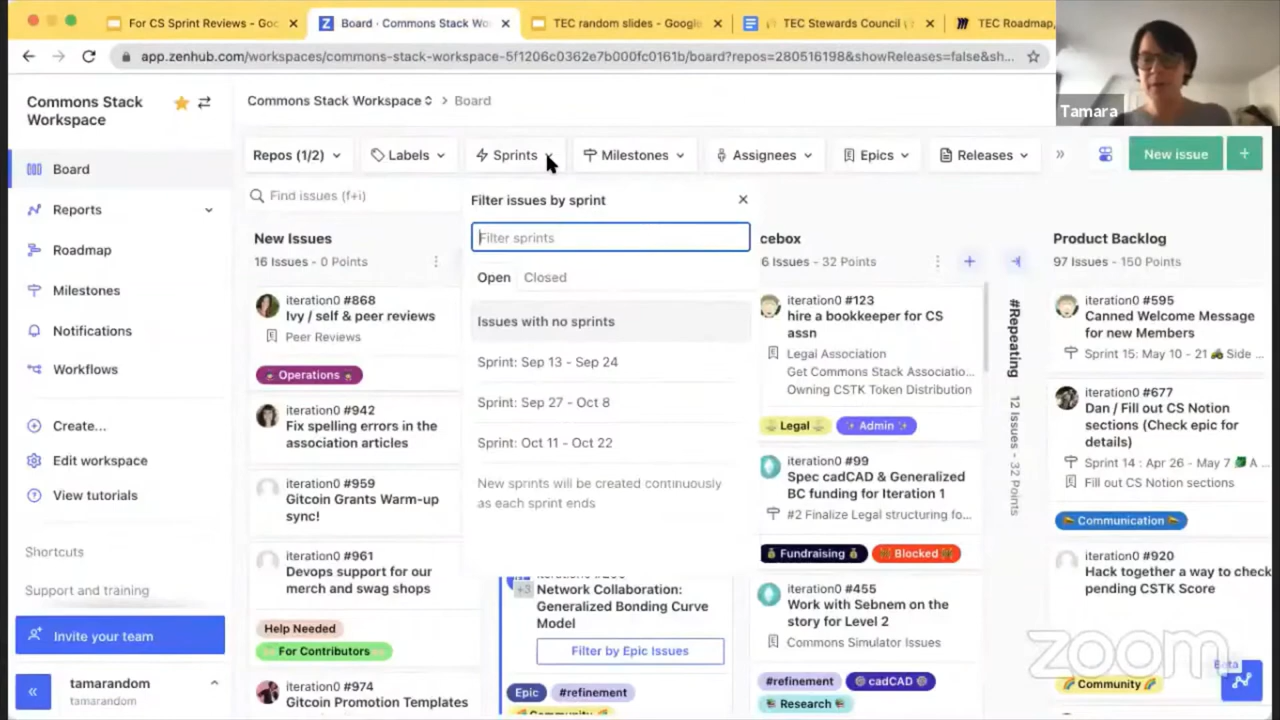 For CS Sprint Reviews - Goo
Board · Commons Stack Wo
TEC random slides - Google
TEC Stewards Council
TEC Roadmap,
app.zenhub.com/workspaces/commons-stack-workspace-5f1206c0362e7b000fc0161b/board?repos=280516198&showReleases=false&sh...
Tamara
Commons Stack
Workspace
Commons Stack Workspace > Board
Board
Reports
Roadmap
Milestones
Notifications
Workflows
Create...
Edit workspace
View tutorials
Shortcuts
Support and training
Invite your team
tamarandom
tamarandom
Repos (1/2)
Labels
Sprints
Milestones
Assignees
Epics
Releases
New issue
Find issues (f+i)
New Issues
16 Issues - 0 Points
iteration0 #868
Ivy / self & peer reviews
Peer Reviews
Operations
iteration0 #942
Fix spelling errors in the
association articles
iteration0 #959
Gitcoin Grants Warm-up
sync!
iteration0 #961
Devops support for our
merch and swag shops
Help Needed
For Contributors
iteration0 #974
Gitcoin Promotion Templates
Filter issues by sprint
Filter sprints
Open Closed
Issues with no sprints
Sprint: Sep 13 - Sep 24
Sprint: Sep 27 - Oct 8
Sprint: Oct 11 - Oct 22
New sprints will be created continuously
as each sprint ends
+3
Network Collaboration:
Generalized Bonding Curve
Model
Filter by Epic Issues
Epic
#refinement
Community
cebox
6 Issues - 32 Points
iteration0 #123
hire a bookkeeper for CS
assn
Legal Association
Get Commons Stack Associatio...
Owning CSTK Token Distribution
Legal
Admin
iteration0 #99
Spec cadCAD & Generalized
BC funding for Iteration 1
#2 Finalize Legal structuring fo...
Fundraising
Blocked
iteration0 #455
Work with Sebnem on the
story for Level 2
Commons Simulator Issues
#refinement
cadCAD
Research
#Repeating
12 Issues - 32 Points
Product Backlog
97 Issues - 150 Points
iteration0 #595
Canned Welcome Message
for new Members
Sprint 15: May 10 - 21 Side ...
iteration0 #677
Dan / Fill out CS Notion
sections (Check epic for
details)
Sprint 14 : Apr 26 - May 7 A ...
Fill out CS Notion sections
Communication
iteration0 #920
Hack together a way to check
pending CSTK Score
Community
Beta
zoom